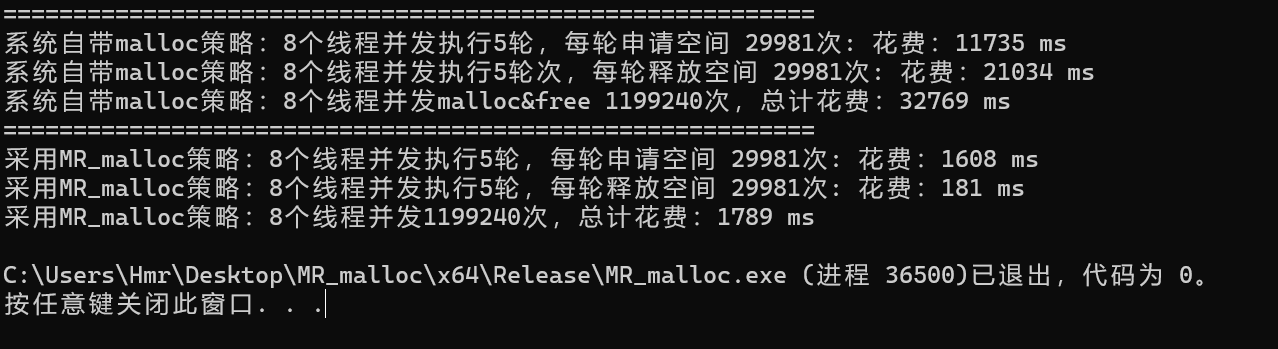 ==========================================================
系统自带malloc策略：8个线程并发执行5轮，每轮申请空间 29981次: 花费：11735 ms
系统自带malloc策略：8个线程并发执行5轮次，每轮释放空间 29981次: 花费：21034 ms
系统自带malloc策略：8个线程并发malloc&free 1199240次，总计花费：32769 ms
==========================================================
采用MR_malloc策略：8个线程并发执行5轮，每轮申请空间 29981次: 花费：1608 ms
采用MR_malloc策略：8个线程并发执行5轮，每轮释放空间 29981次: 花费：181 ms
采用MR_malloc策略：8个线程并发1199240次，总计花费：1789 ms
C:\Users\Hmr\Desktop\MR_malloc\x64\Release\MR_malloc.exe (进程 36500)已退出，代码为 0。
按任意键关闭此窗口. . .